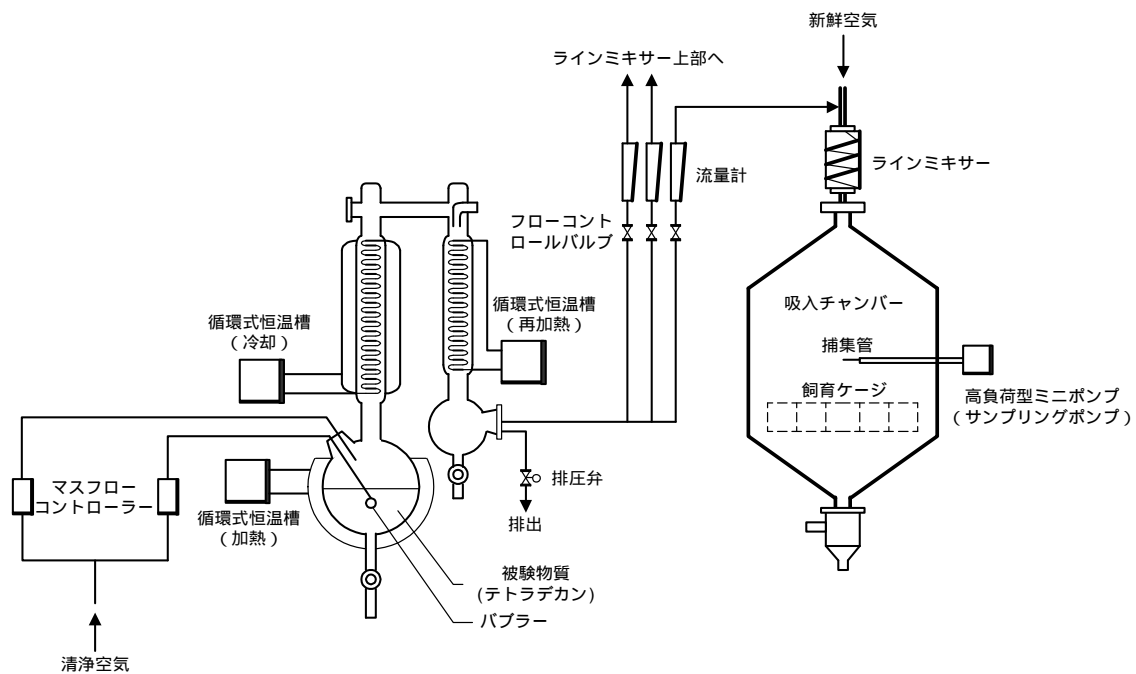 新鮮空気
ラインミキサー上部へ
ラインミキサー
流量計
フローコント
ロールバルブ
吸入チャンバー
循環式恒温槽
(再加熱)
循環式恒温槽
(冷却)
捕集管
飼育ケージ
高負荷型ミニポンプ
(サンプリングポンプ)
マスフロー
コントローラー
排圧弁
循環式恒温槽
(加熱)
排出
被験物質
(テトラデカン)
バブラー
清浄空気